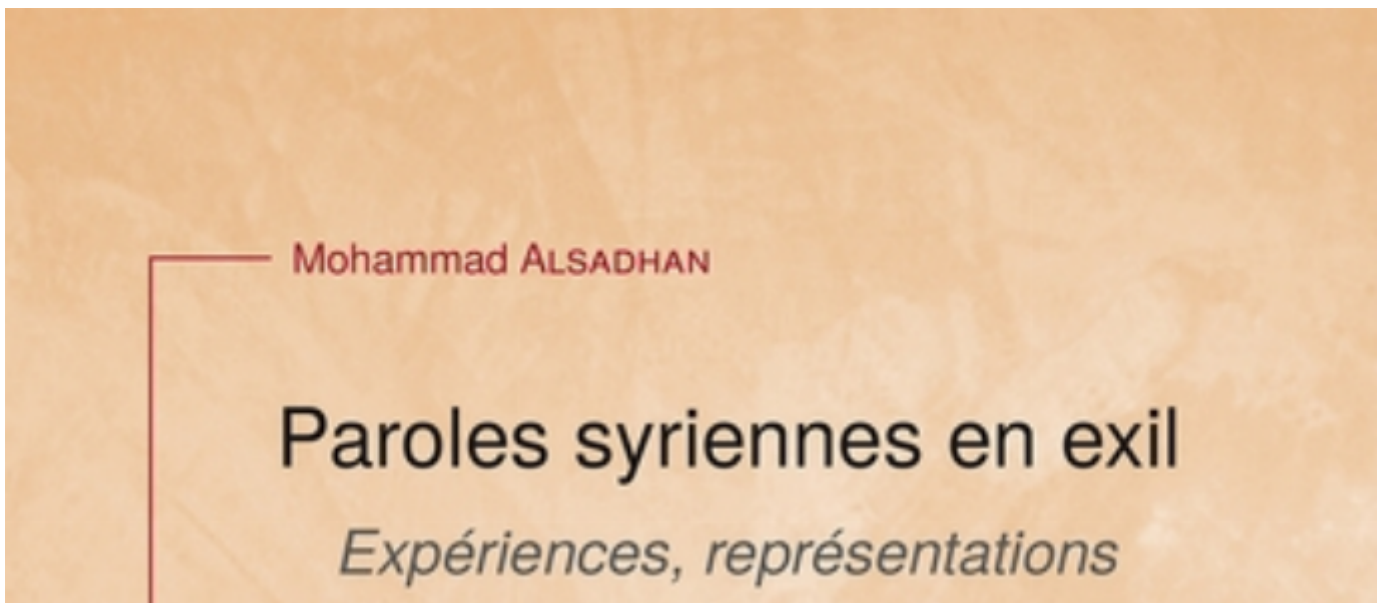 Mohammad ALSADHAN
Paroles syriennes en exil
Expériences, représentations